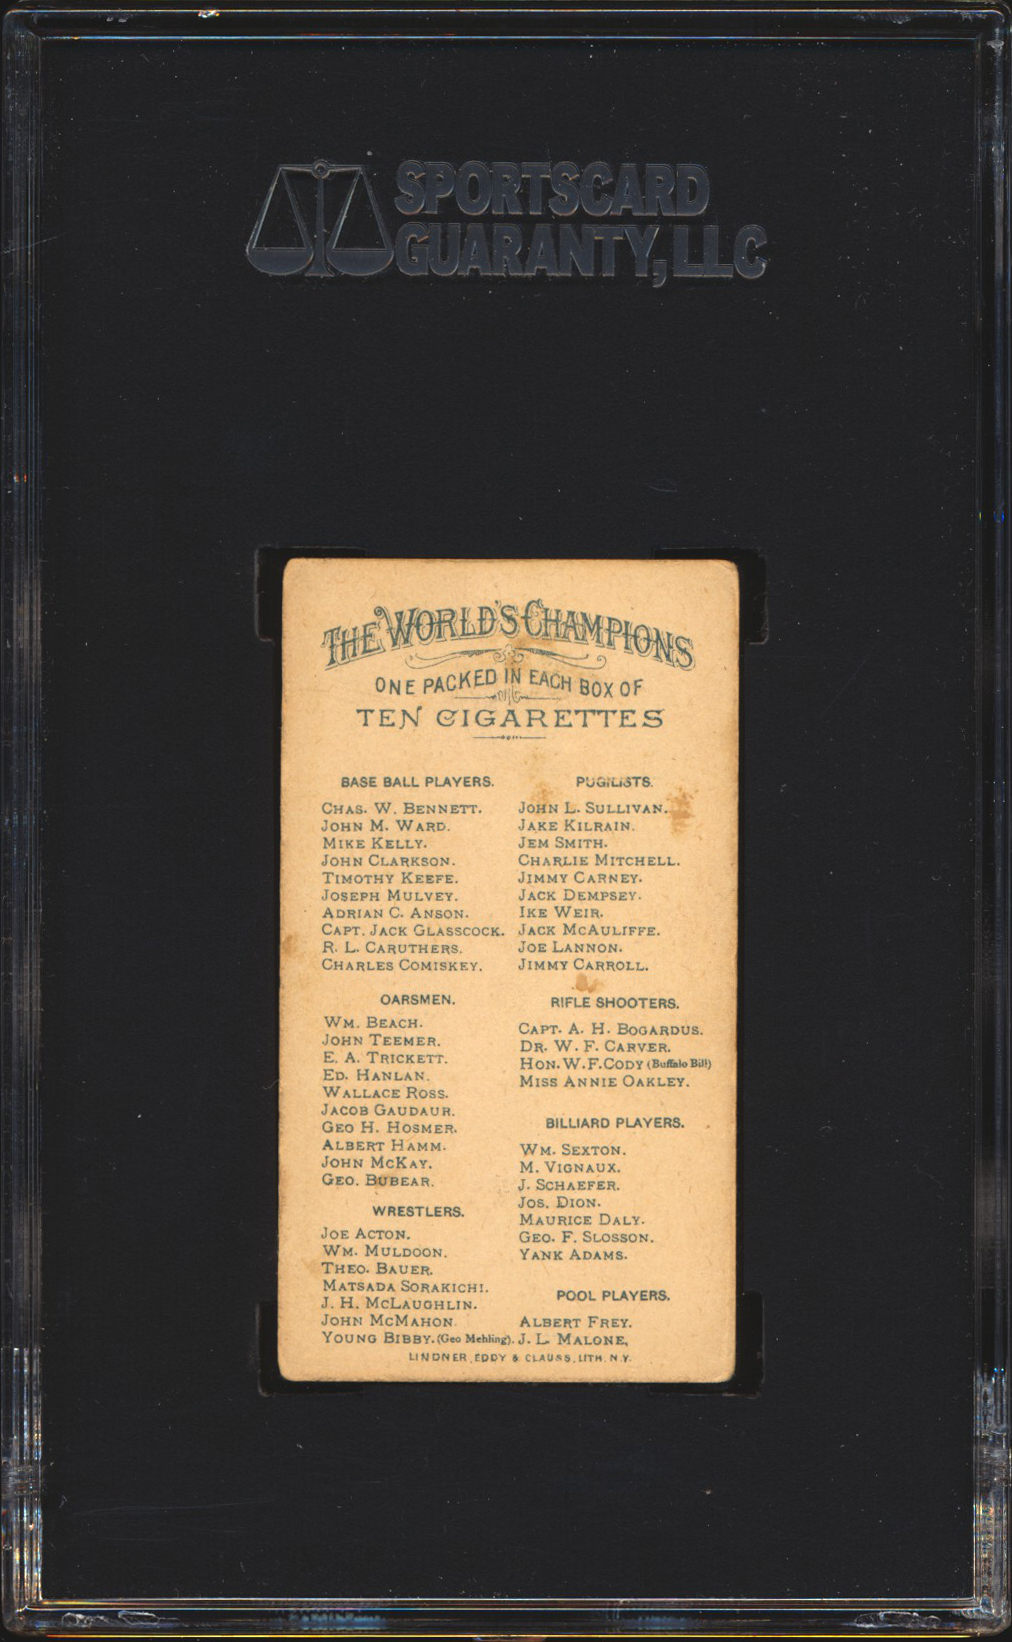 SPORTSCARD
GUARANTY, LLC
THE WORLD'S CHAMPIONS
ONE PACKED IN EACH BOX OF
TEN CIGARETTES
BASE BALL PLAYERS.
CHAS. W. BENNETT.
JOHN M. WARD.
MIKE KELLY.
JOHN CLARKSON.
TIMOTHY KEEFE.
JOSEPH MULVEY.
ADRIAN C. ANSON.
CAPT. JACK GLASSCOCK.
R. L. CARUTHERS.
CHARLES COMISKEY.
OARSMEN.
WM. BEACH.
JOHN TEEMER.
E. A. TRICKETT.
ED. HANLAN.
WALLACE ROSS.
JACOB GAUDAUR.
GEO H. HOSMER.
ALBERT HAMM.
JOHN MCKAY.
GEO. BUBEAR.
WRESTLERS.
JOE ACTON.
WM. MULDOON.
THEO. BAUER.
MATSADA SORAKICHI.
J. H. MCLAUGHLIN.
JOHN MCMAHON.
YOUNG BIBBY. (Geo Mehling).
PUGILISTS.
JOHN L. SULLIVAN.
JAKE KILRAIN.
JEM SMITH.
CHARLIE MITCHELL.
JIMMY CARNEY.
JACK DEMPSEY.
IKE WEIR.
JACK MCAULIFFE.
JOE LANNON.
JIMMY CARROLL.
RIFLE SHOOTERS.
CAPT. A. H. BOGARDUS.
DR. W. F. CARVER.
HON. W. F. CODY (Buffalo Bill)
MISS ANNIE OAKLEY.
BILLIARD PLAYERS.
WM. SEXTON.
M. VIGNAUX.
J. SCHAEFER.
JOS. DION.
MAURICE DALY.
GEO. F. SLOSSON.
YANK ADAMS.
POOL PLAYERS.
ALBERT FREY.
J. L. MALONE,
LINDNER, EDDY & CLAUSS, LITH. N.Y.